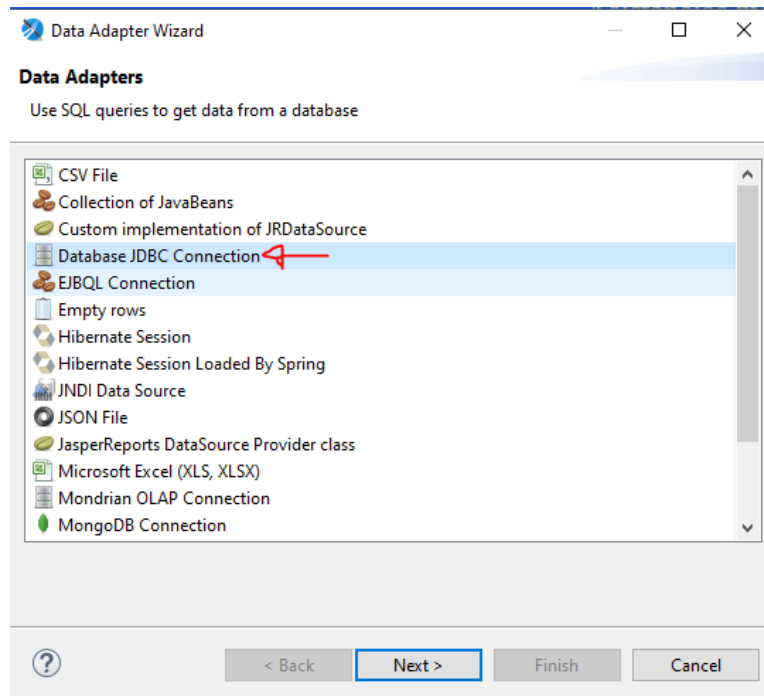 Data Adapter Wizard
Data Adapters
Use SQL queries to get data from a database
CSV File
Collection of JavaBeans
Custom implementation of JRDataSource
Database JDBC Connection
EJBQL Connection
Empty rows
Hibernate Session
Hibernate Session Loaded By Spring
JNDI Data Source
JSON File
JasperReports DataSource Provider class
Microsoft Excel (XLS, XLSX)
Mondrian OLAP Connection
MongoDB Connection
? < Back Next > Finish Cancel